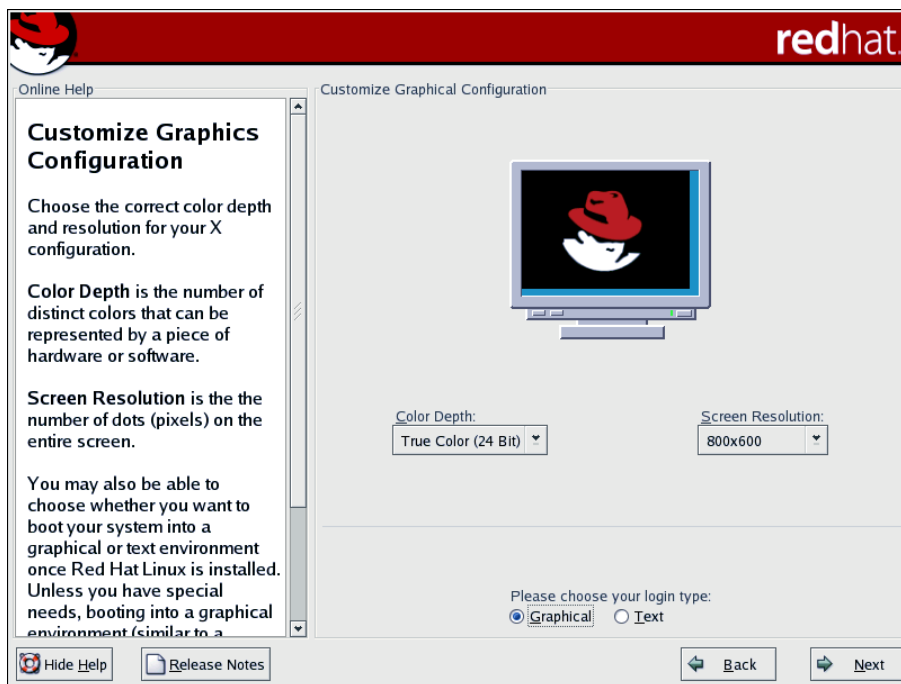 redhat.
Online Help
Customize Graphics
Configuration
Choose the correct color depth
and resolution for your X
configuration.
Color Depth is the number of
distinct colors that can be
represented by a piece of
hardware or software.
Screen Resolution is the the
number of dots (pixels) on the
entire screen.
You may also be able to
choose whether you want to
boot your system into a
graphical or text environment
once Red Hat Linux is installed.
Unless you have special
needs, booting into a graphical
environment (similar to a
Customize Graphical Configuration
Color Depth:
True Color (24 Bit)
Screen Resolution:
800x600
Please choose your login type:
Graphical
Text
Hide Help
Release Notes
Back
Next